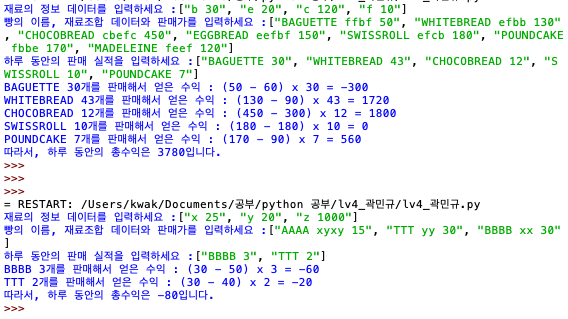 재료의 정보 데이터를 입력하세요 :["b 30", "e 20", "c 120", "f 10"]
빵의 이름, 재료조합 데이터와 판매가를 입력하세요 :["BAGUETTE ffbf 50", "WHITEBREAD efbb 130"
, "CHOCOBREAD cbefc 450", "EGGBREAD eefbf 150", "SWISSROLL efcb 180", "POUNDCAKE
 fbbe 170", "MADELEINE feef 120"]
하루 동안의 판매 실적을 입력하세요 :["BAGUETTE 30", "WHITEBREAD 43", "CHOCOBREAD 12", "S
WISSROLL 10", "POUNDCAKE 7"]
BAGUETTE 30개를 판매해서 얻은 수익 : (50 - 60) x 30 = -300
WHITEBREAD 43개를 판매해서 얻은 수익 : (130 - 90) x 43 = 1720
CHOCOBREAD 12개를 판매해서 얻은 수익 : (450 - 300) x 12 = 1800
SWISSROLL 10개를 판매해서 얻은 수익 : (180 - 180) x 10 = 0
POUNDCAKE 7개를 판매해서 얻은 수익 : (170 - 90) x 7 = 560
따라서, 하루 동안의 총수익은 3780입니다.
>>>
>>>
>>>
= RESTART: /Users/kwak/Documents/공부/python 공부/lv4_곽민규/lv4_곽민규.py
재료의 정보 데이터를 입력하세요 :["x 25", "y 20", "z 1000"]
빵의 이름, 재료조합 데이터와 판매가를 입력하세요 :["AAAA xyxy 15", "TTT yy 30", "BBBB xx 30"
]
하루 동안의 판매 실적을 입력하세요 :["BBBB 3", "TTT 2"]
BBBB 3개를 판매해서 얻은 수익 : (30 - 50) x 3 = -60
TTT 2개를 판매해서 얻은 수익 : (30 - 40) x 2 = -20
따라서, 하루 동안의 총수익은 -80입니다.
>>>